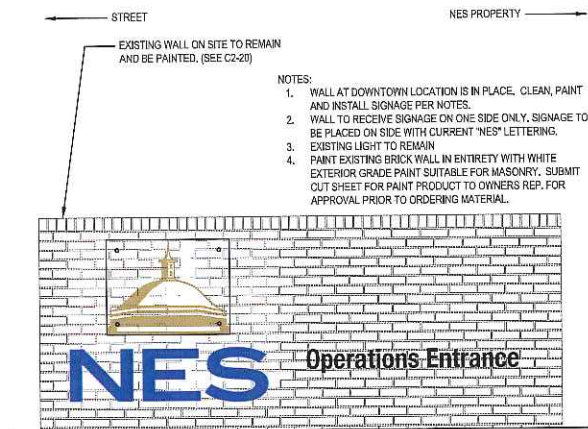 STREET
NES PROPERTY
EXISTING WALL ON SITE TO REMAIN
AND BE PAINTED. (SEE C2-20)
NOTES:
1. WALL AT DOWNTOWN LOCATION IS IN PLACE. CLEAN, PAINT
AND INSTALL SIGNAGE PER NOTES.
2. WALL TO RECEIVE SIGNAGE ON ONE SIDE ONLY. SIGNAGE TO
BE PLACED ON SIDE WITH CURRENT "NES" LETTERING.
3. EXISTING LIGHT TO REMAIN
4. PAINT EXISTING BRICK WALL IN ENTIRETY WITH WHITE
EXTERIOR GRADE PAINT SUITABLE FOR MASONRY. SUBMIT
CUT SHEET FOR PAINT PRODUCT TO OWNERS REP. FOR
APPROVAL PRIOR TO ORDERING MATERIAL.
NES
Operations Entrance